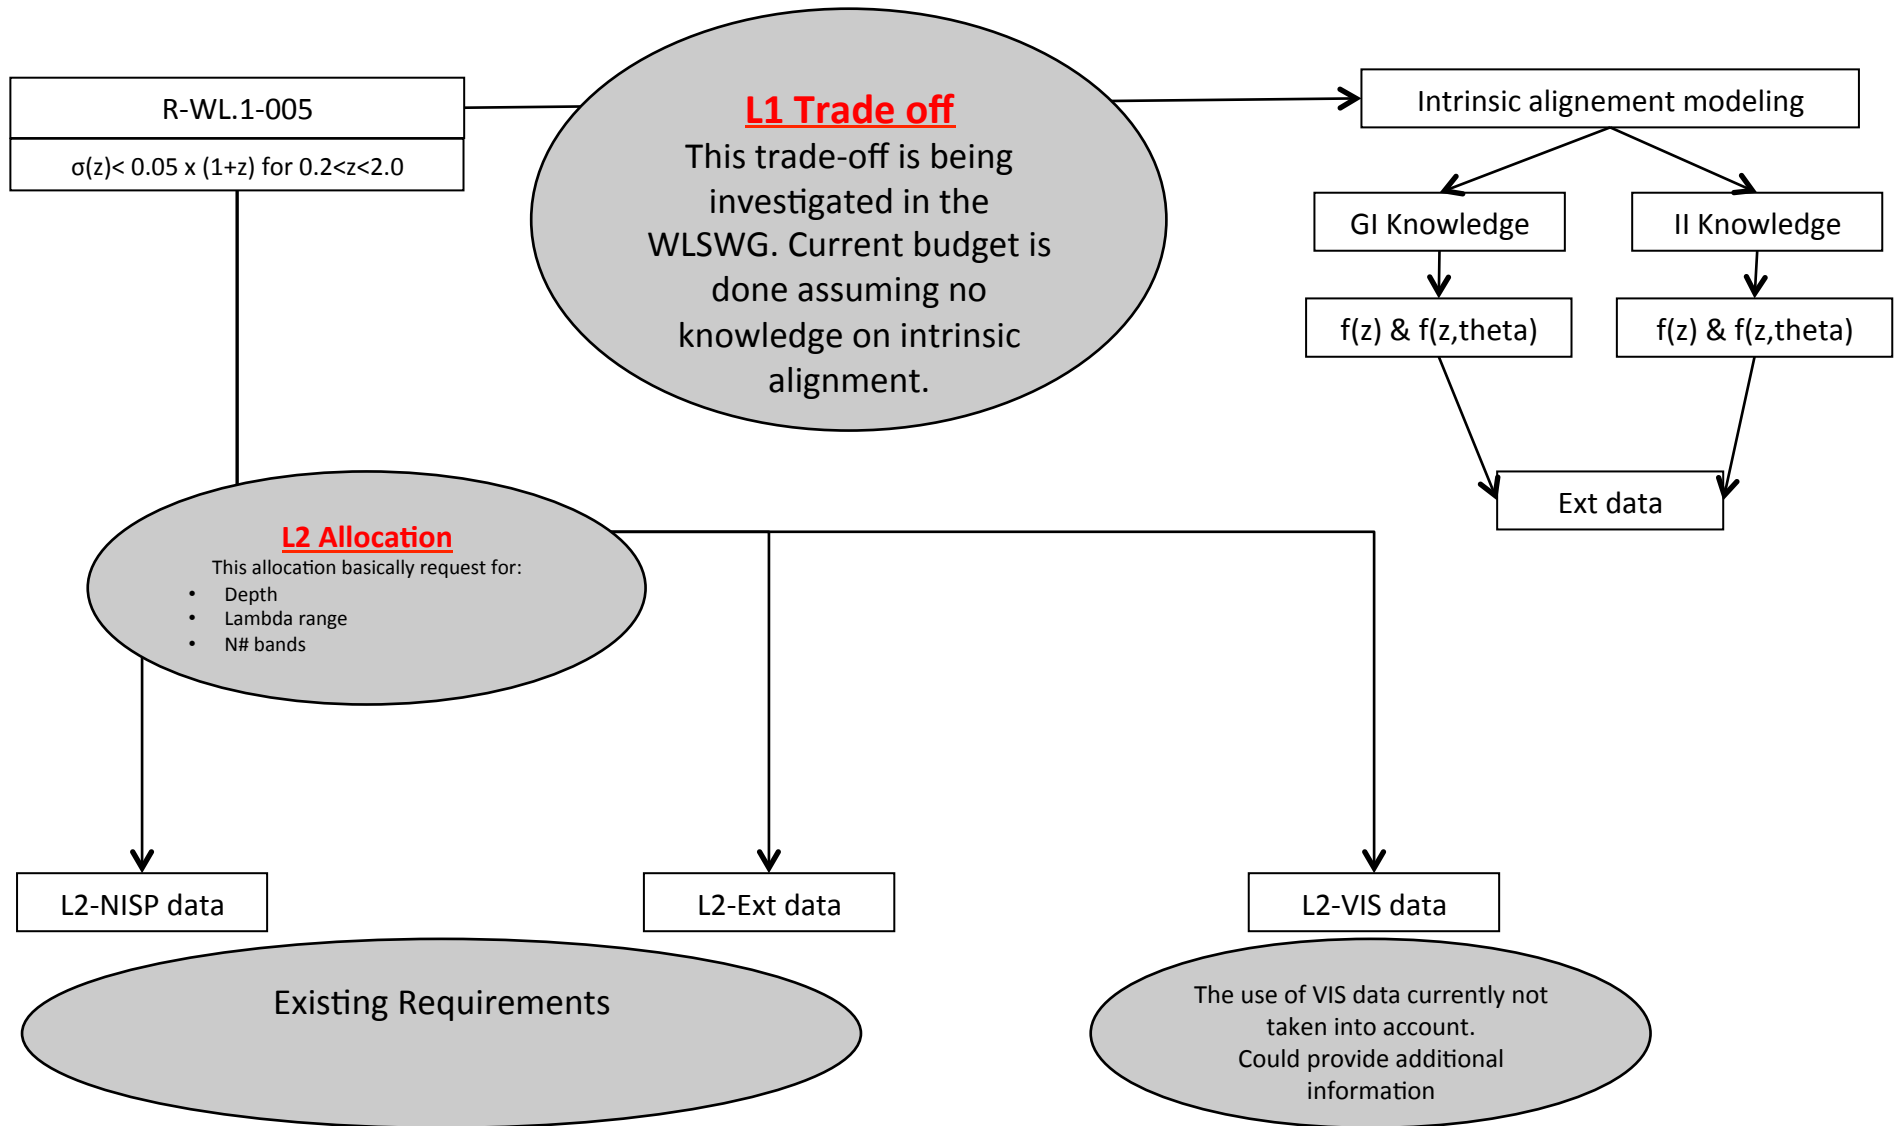 R-WL.1-005
σ(z)< 0.05 x (1+z) for 0.2<z<2.0
L1 Trade off
This trade-off is being
investigated in the
WLSWG. Current budget is
done assuming no
knowledge on intrinsic
alignment.
Intrinsic alignement modeling
GI Knowledge
II Knowledge
f(z) & f(z,theta)
f(z) & f(z,theta)
Ext data
L2 Allocation
This allocation basically request for:
• Depth
• Lambda range
• N# bands
L2-NISP data
L2-Ext data
L2-VIS data
Existing Requirements
The use of VIS data currently not
taken into account.
Could provide additional
information